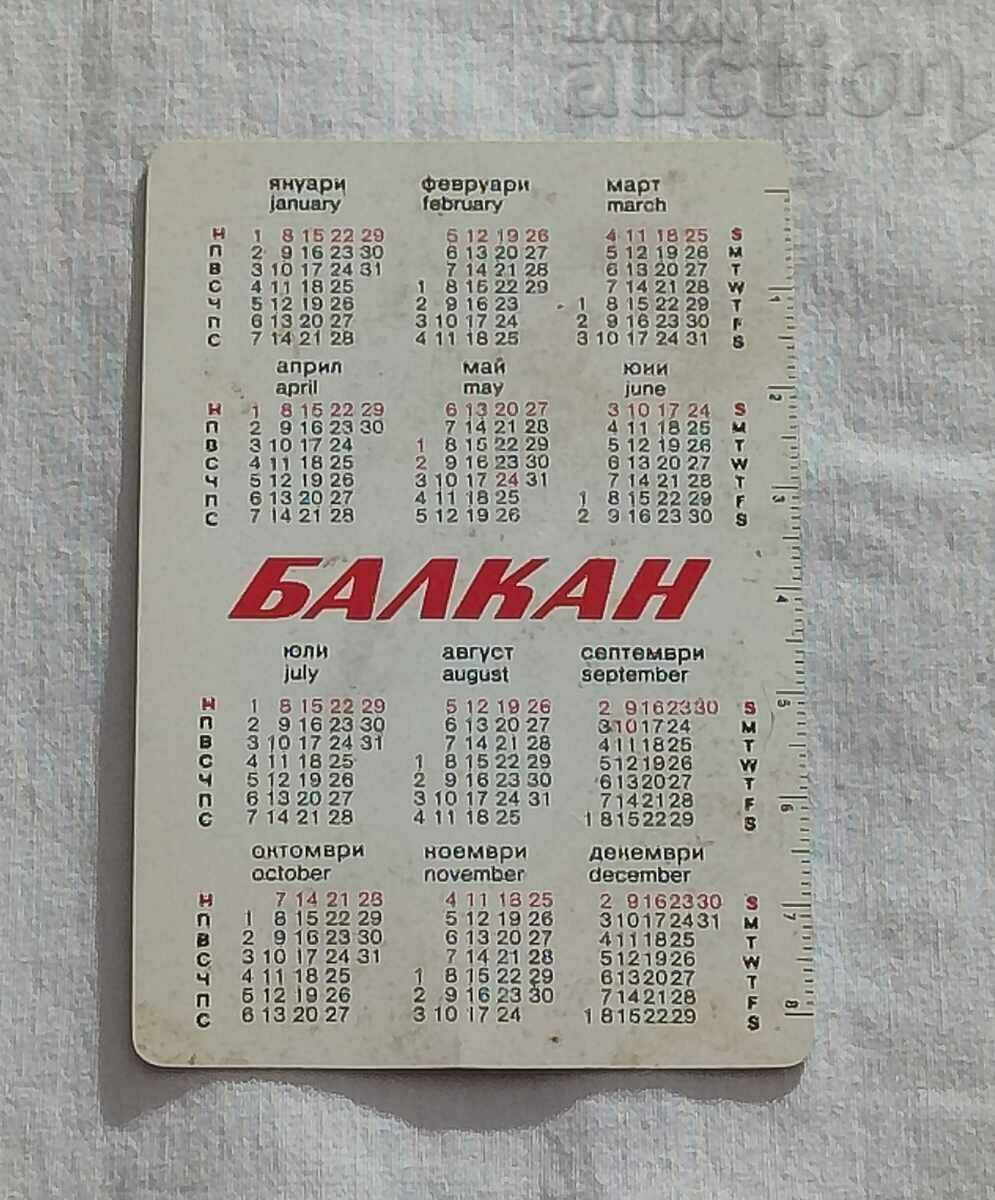 BALKAN
auction
януари февруари март
january february march
Н 1 8 15 22 29 5 12 19 26 4 11 18 25 S
П 2 9 16 23 30 6 13 20 27 5 12 19 26 M
В 3 10 17 24 31 7 14 21 28 6 13 20 27 T
С 4 11 18 25 1 8 15 22 29 7 14 21 28 W
Ч 5 12 19 26 2 9 16 23 1 8 15 22 29 T
П 6 13 20 27 3 10 17 24 2 9 16 23 30 F
С 7 14 21 28 4 11 18 25 3 10 17 24 31 S
април май юни
april may june
Н 1 8 15 22 29 6 13 20 27 3 10 17 24 S
П 2 9 16 23 30 7 14 21 28 4 11 18 25 M
В 3 10 17 24 1 8 15 22 29 5 12 19 26 T
С 4 11 18 25 2 9 16 23 30 6 13 20 27 W
Ч 5 12 19 26 3 10 17 24 31 7 14 21 28 T
П 6 13 20 27 4 11 18 25 1 8 15 22 29 F
С 7 14 21 28 5 12 19 26 2 9 16 23 30 S
БАЛКАН
юли август септември
july august september
Н 1 8 15 22 29 5 12 19 26 2 9 16 23 30 S
П 2 9 16 23 30 6 13 20 27 3 10 17 24 M
В 3 10 17 24 31 7 14 21 28 4 11 18 25 T
С 4 11 18 25 1 8 15 22 29 5 12 19 26 W
Ч 5 12 19 26 2 9 16 23 30 6 13 20 27 T
П 6 13 20 27 3 10 17 24 31 7 14 21 28 F
С 7 14 21 28 4 11 18 25 1 8 15 22 29 S
октомври ноември декември
october november december
Н 7 14 21 28 4 11 18 25 2 9 16 23 30 S
П 1 8 15 22 29 5 12 19 26 3 10 17 24 31 M
В 2 9 16 23 30 6 13 20 27 4 11 18 25 T
С 3 10 17 24 31 7 14 21 28 5 12 19 26 W
Ч 4 11 18 25 1 8 15 22 29 6 13 20 27 T
П 5 12 19 26 2 9 16 23 30 7 14 21 28 F
С 6 13 20 27 3 10 17 24 1 8 15 22 29 S
1
2
3
4
5
6
7
8